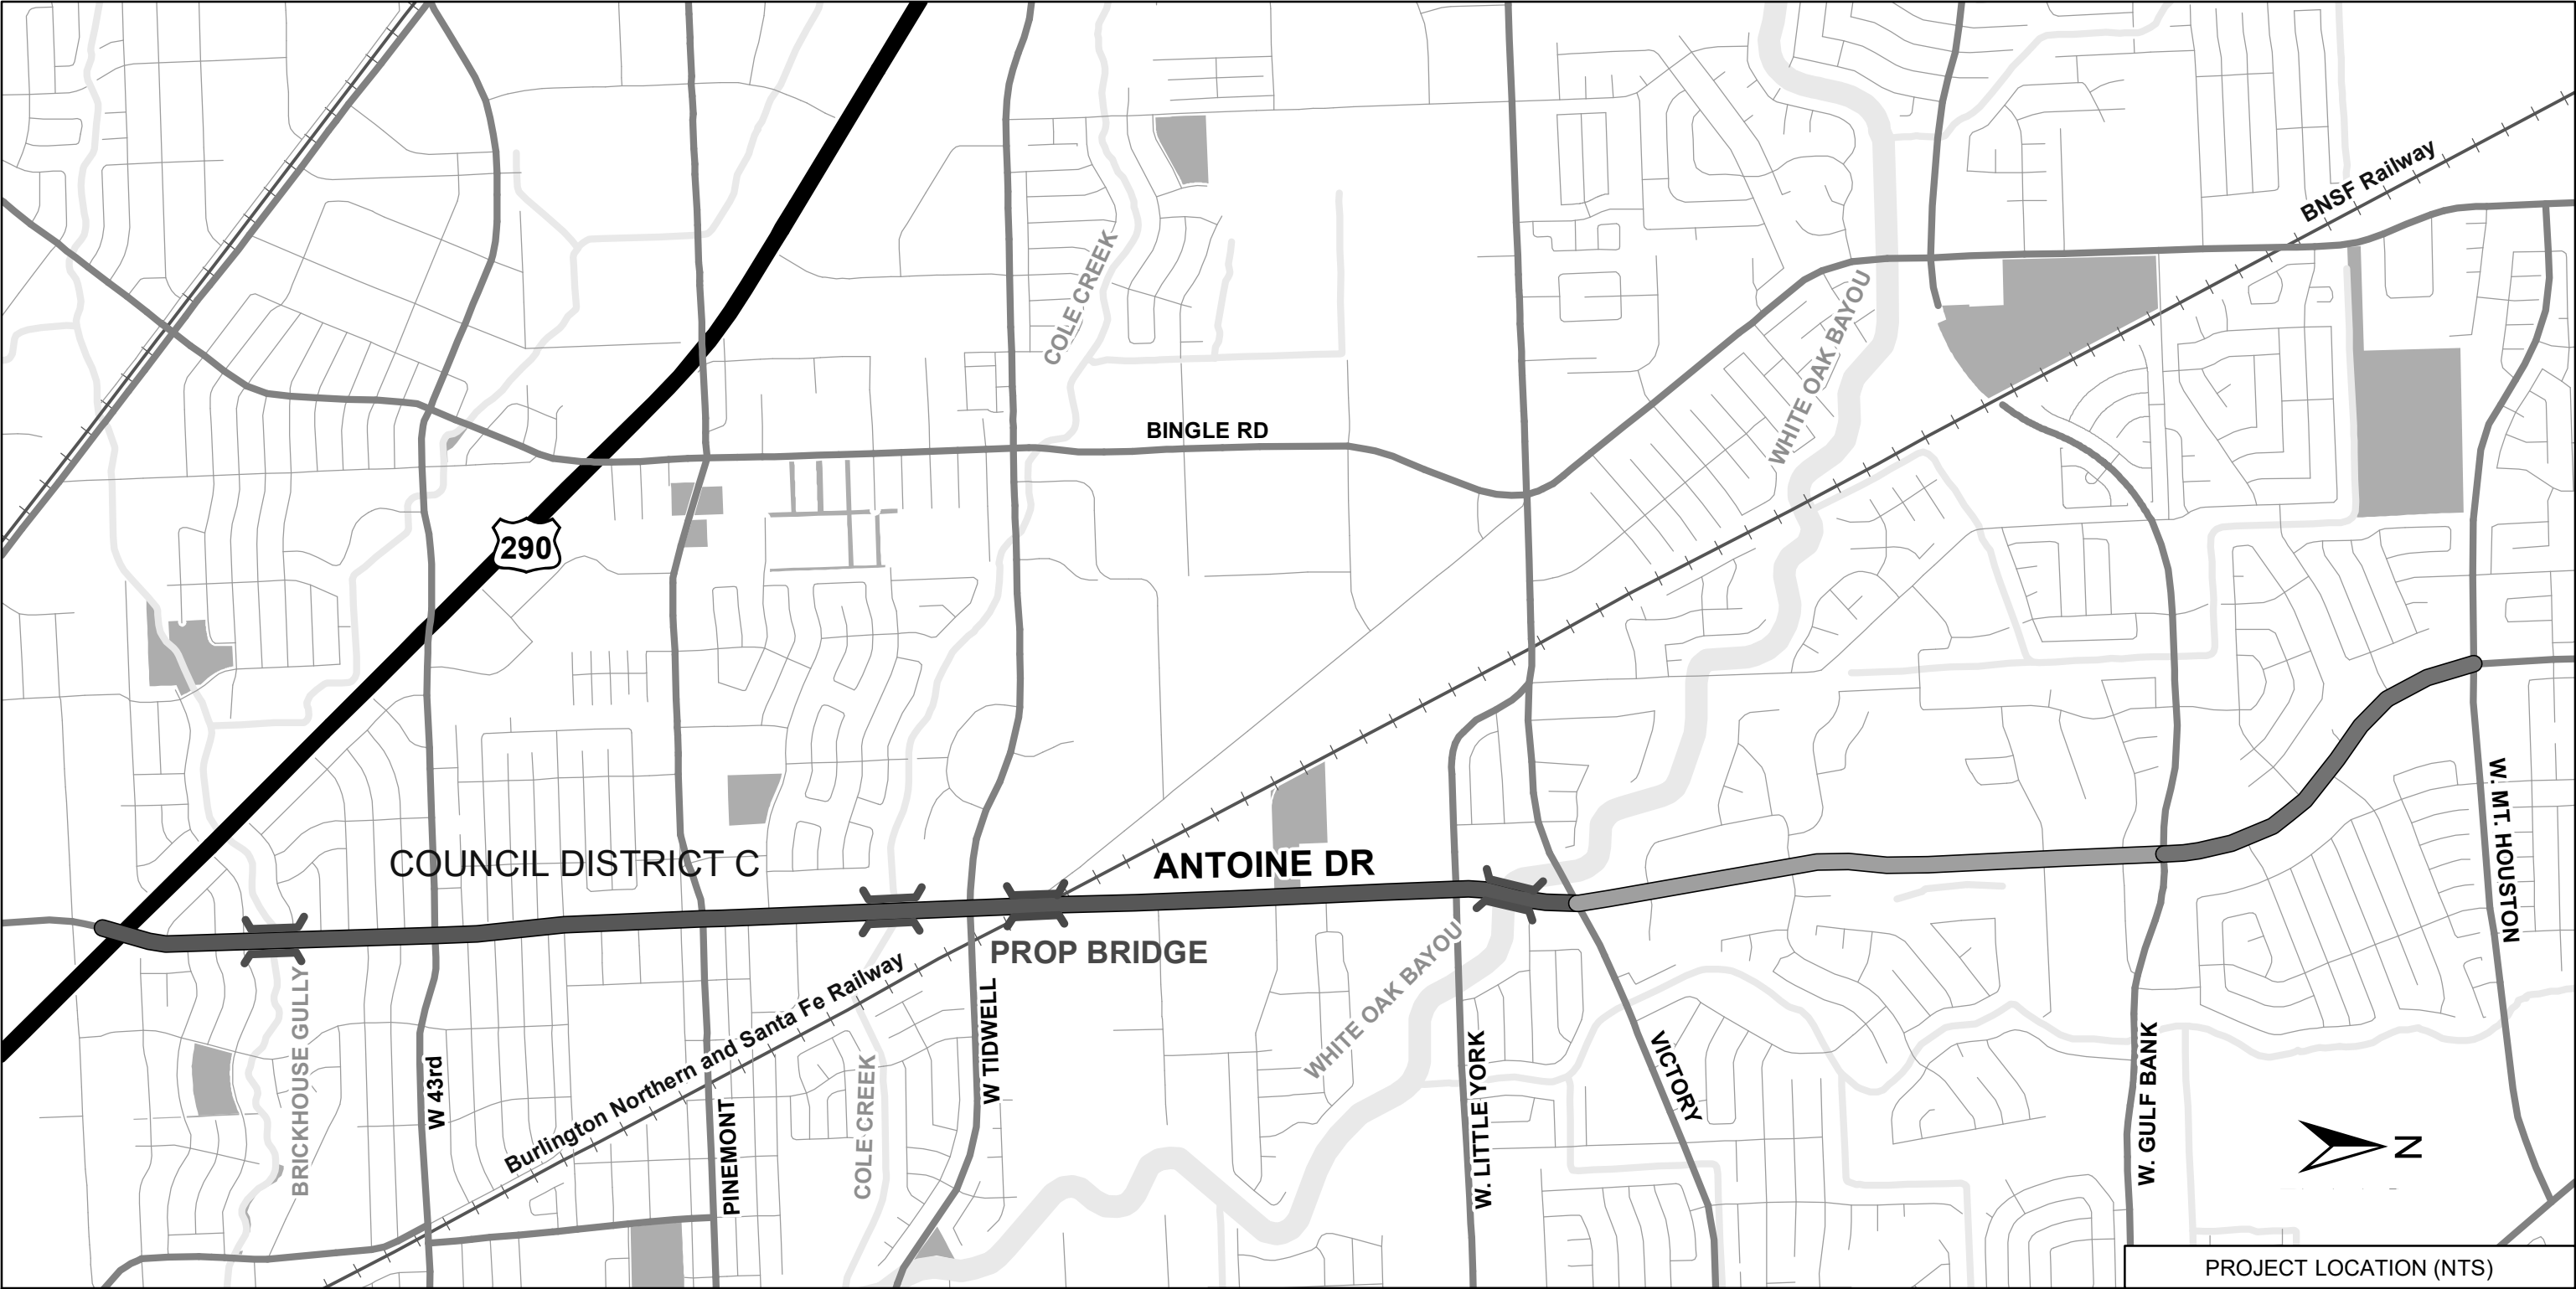 BNSF Railway
COLE CREEK
WHITE OAK BAYOU
BINGLE RD
290
COUNCIL DISTRICT C
ANTOINE DR
PROP BRIDGE
W. MT. HOUSTON
BRICKHOUSE GULLY
W 43rd
Burlington Northern and Santa Fe Railway
PINEMONT
COLE CREEK
W TIDWELL
WHITE OAK BAYOU
W. LITTLE YORK
VICTORY
W. GULF BANK
N
PROJECT LOCATION (NTS)